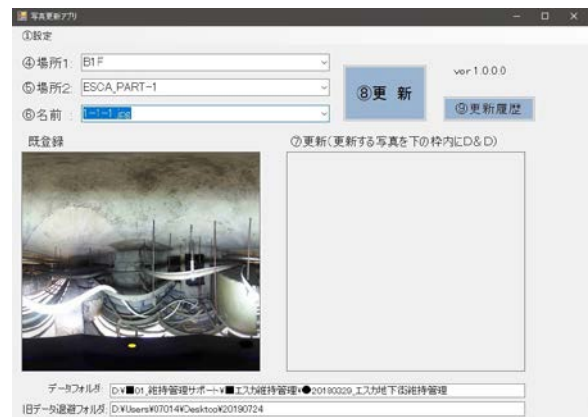 写真更新アプリ
①設定
④場所1: B1F
⑤場所2: ESCA_PART-1
⑥名前 : 1-1-1.jpg
⑧更 新
ver 1.0.0.0
⑨更新履歴
既登録
⑦更新(更新する写真を下の枠内にD&D)
データフォルダ: D:¥■01_維持管理サポート¥■エスカ維持管理¥●20180329_エスカ地下街維持管理
旧データ退避フォルダ: D:¥Users¥07014¥Desktop¥20190724